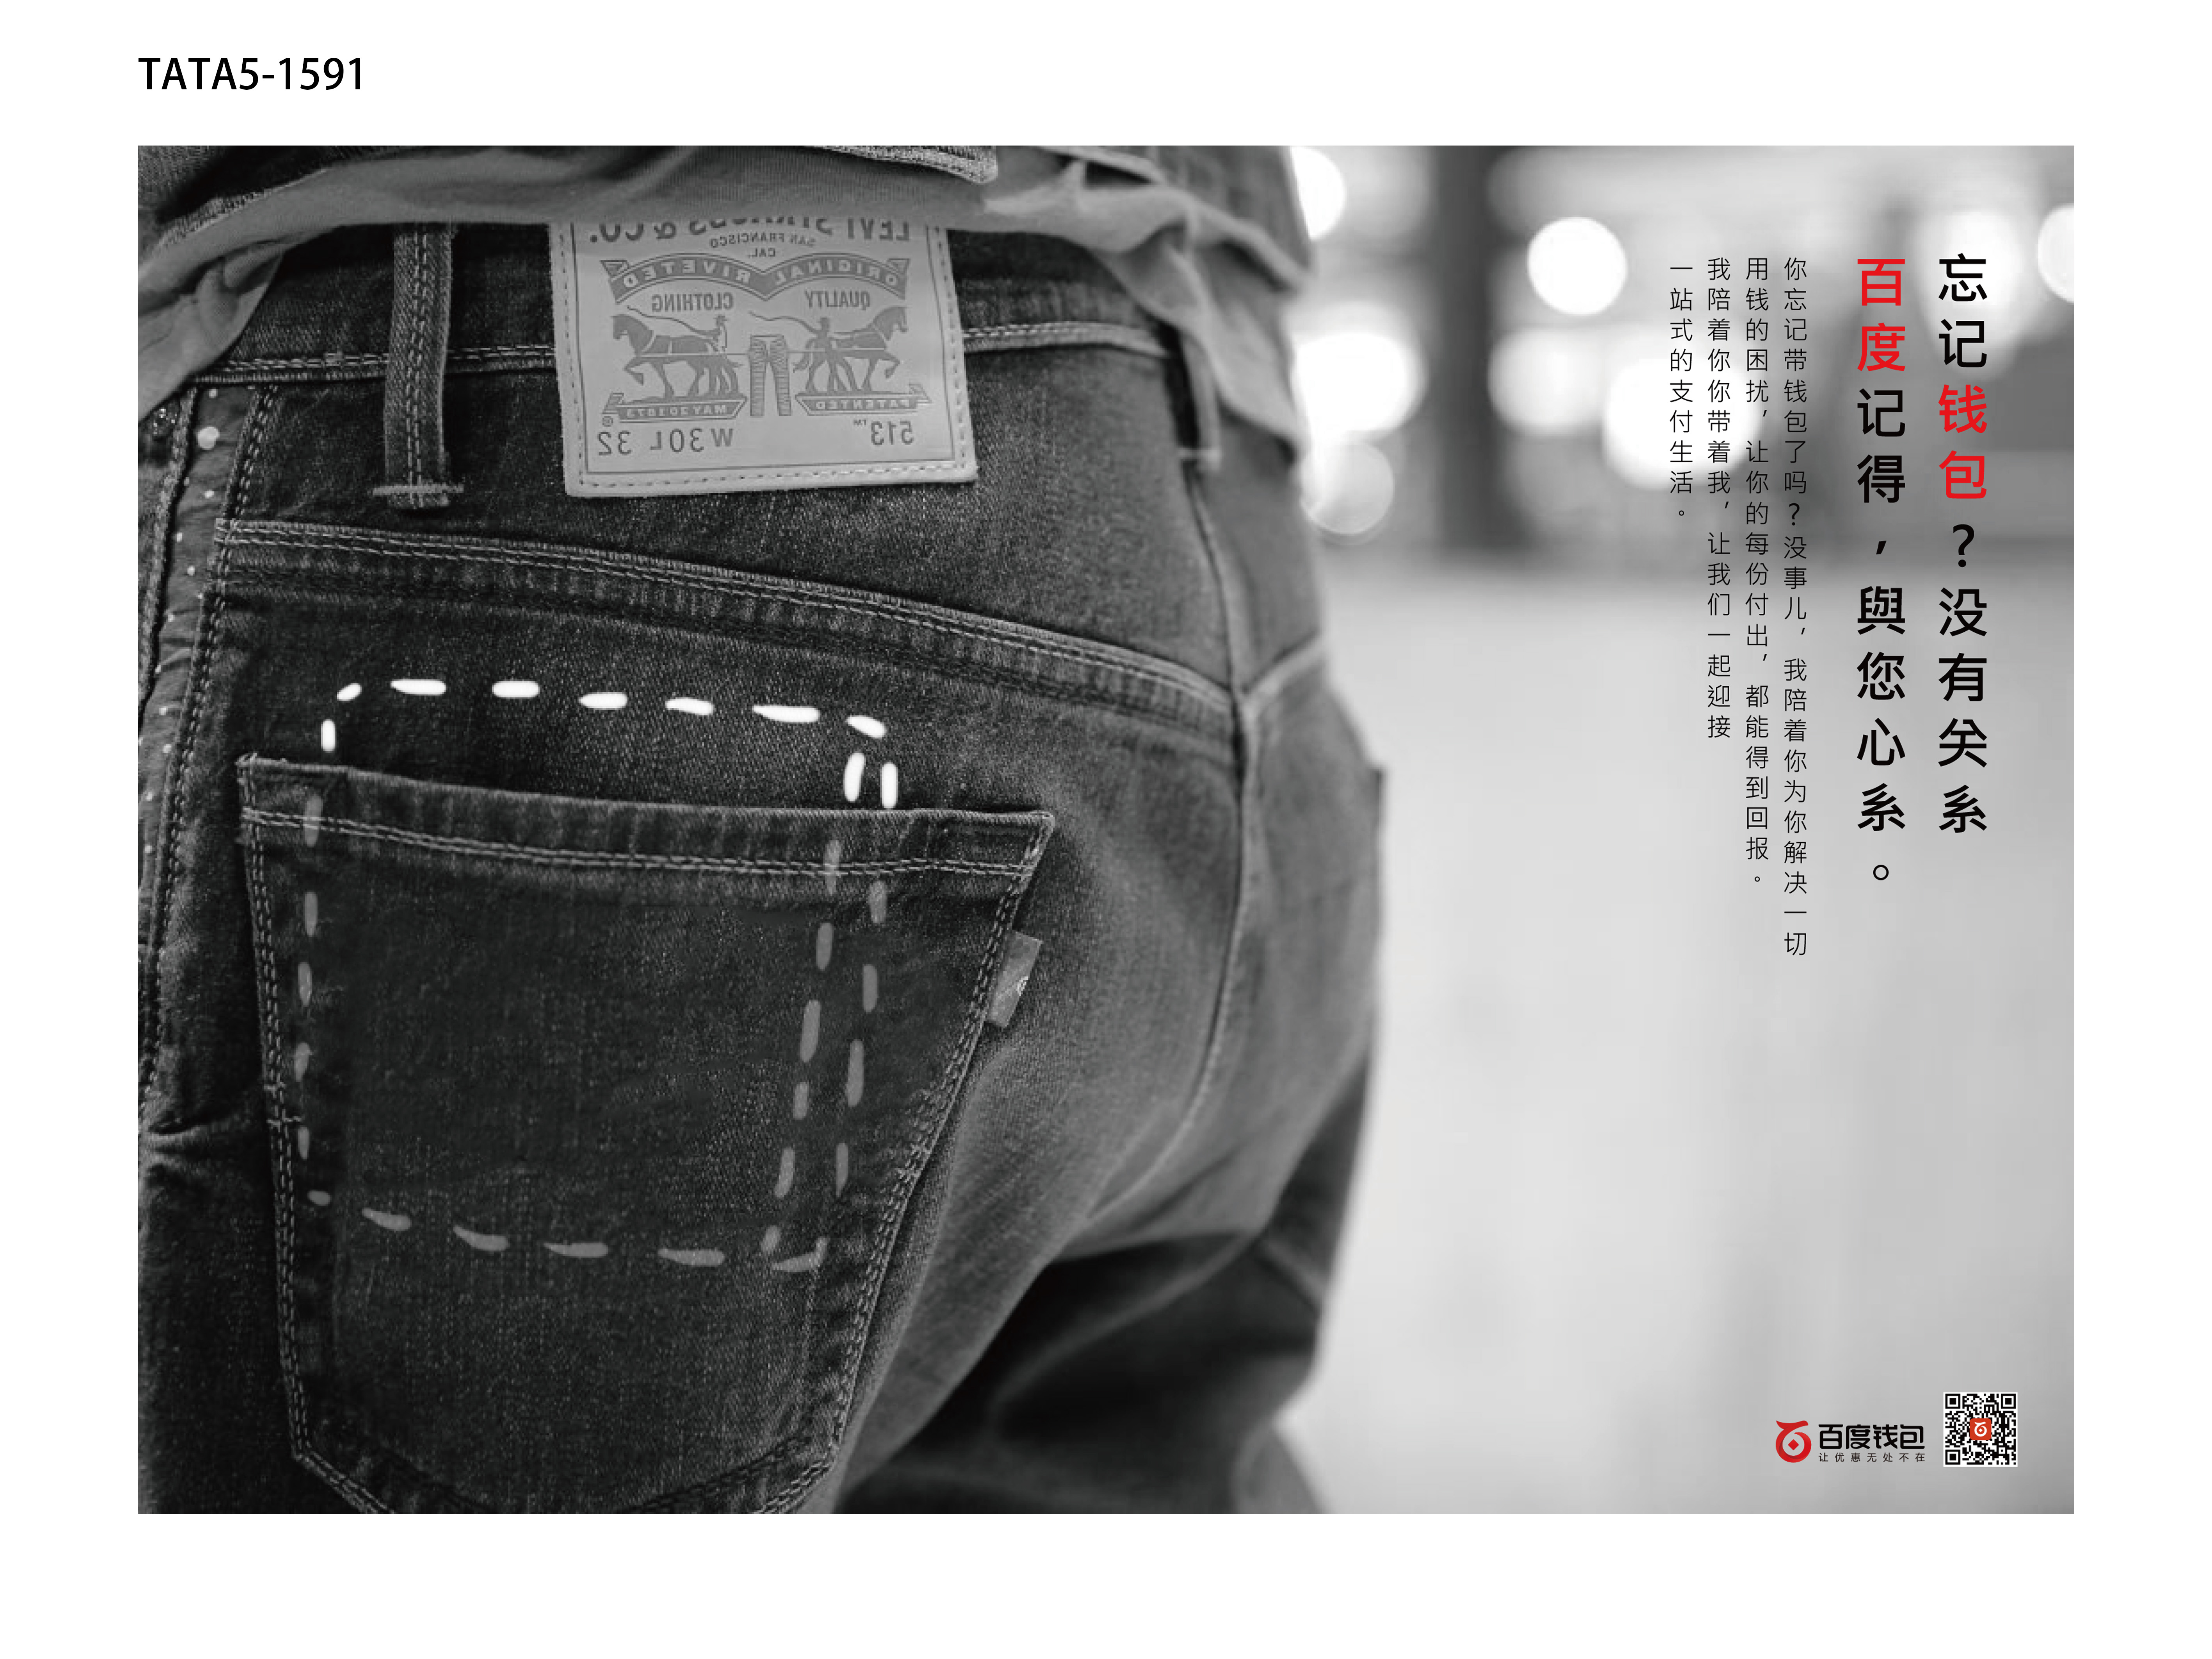 TATA5-1591
忘记钱包？没有关系
百度记得，與您心系。
你忘记带钱包了吗？没事儿，我陪着你为你解决一切
用钱的困扰，让你的每份付出，都能得到回报。
我陪着你你带着我，让我们一起迎接
一站式的支付生活。
LEVI STRAUSS & CO.
SAN FRANCISCO
CAL.
ORIGINAL RIVETED
QUALITY CLOTHING
PATENTED MAY 20 1873
513™ W30 L32
百度钱包
让优惠无处不在